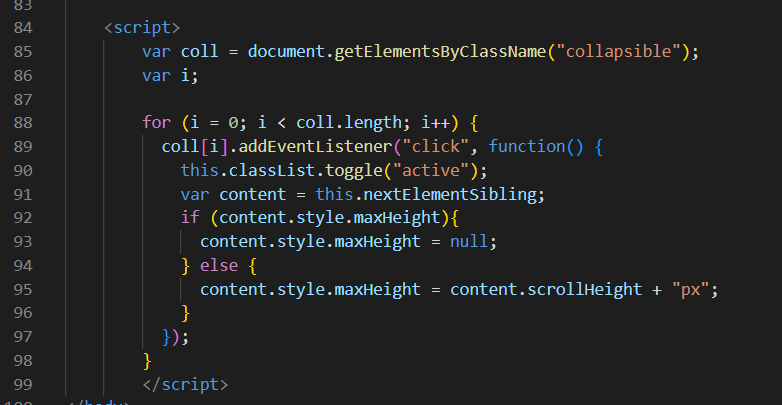 83
84 <script>
85 var coll = document.getElementsByClassName("collapsible");
86 var i;
87
88 for (i = 0; i < coll.length; i++) {
89 coll[i].addEventListener("click", function() {
90 this.classList.toggle("active");
91 var content = this.nextElementSibling;
92 if (content.style.maxHeight){
93 content.style.maxHeight = null;
94 } else {
95 content.style.maxHeight = content.scrollHeight + "px";
96 }
97 });
98 }
99 </script>
100 </body>